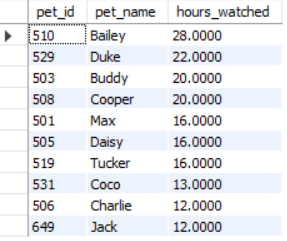 pet_id pet_name hours_watched
510 Bailey 28.0000
529 Duke 22.0000
503 Buddy 20.0000
508 Cooper 20.0000
501 Max 16.0000
505 Daisy 16.0000
519 Tucker 16.0000
531 Coco 13.0000
506 Charlie 12.0000
649 Jack 12.0000